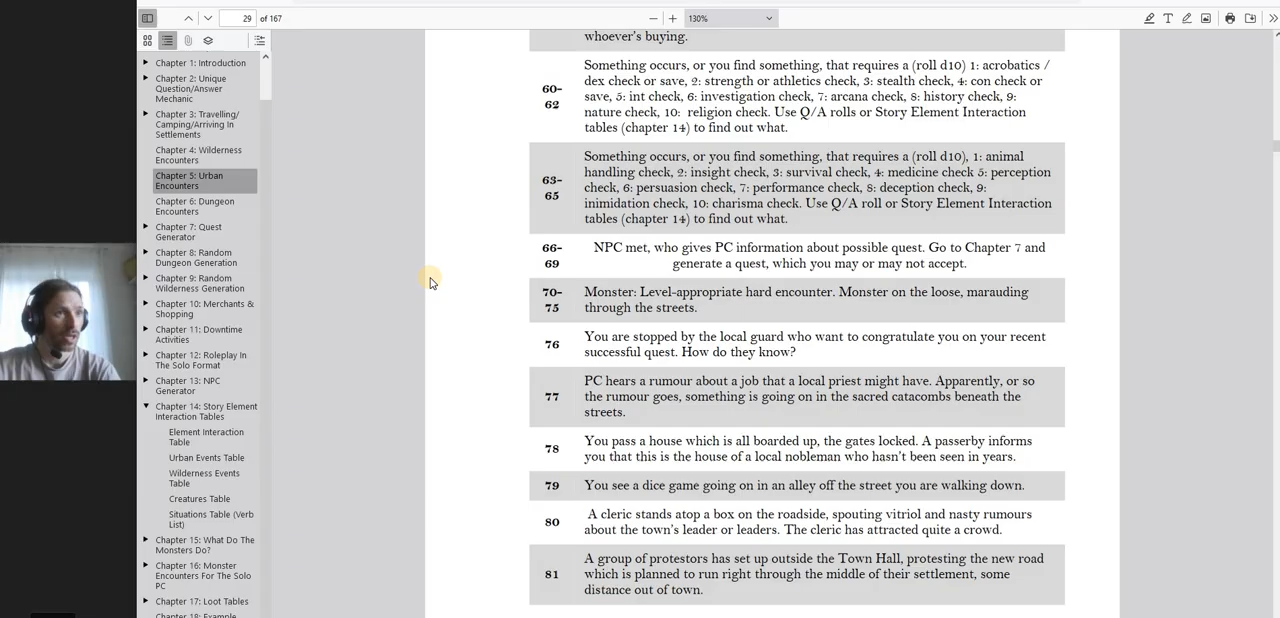 29 of 167
130%
Chapter 1: Introduction
Chapter 2: Unique
Question/Answer
Mechanic
Chapter 3: Travelling/
Camping/Arriving In
Settlements
Chapter 4: Wilderness
Encounters
Chapter 5: Urban
Encounters
Chapter 6: Dungeon
Encounters
Chapter 7: Quest
Generator
Chapter 8: Random
Dungeon Generation
Chapter 9: Random
Wilderness Generation
Chapter 10: Merchants &
Shopping
Chapter 11: Downtime
Activities
Chapter 12: Roleplay In
The Solo Format
Chapter 13: NPC
Generator
Chapter 14: Story Element
Interaction Tables
Element Interaction
Table
Urban Events Table
Wilderness Events
Table
Creatures Table
Situations Table (Verb
List)
Chapter 15: What Do The
Monsters Do?
Chapter 16: Monster
Encounters For The Solo
PC
Chapter 17: Loot Tables
Chapter 18: Example
whoever's buying.
60-
62
Something occurs, or you find something, that requires a (roll d10) 1: acrobatics /
dex check or save, 2: strength or athletics check, 3: stealth check, 4: con check or
save, 5: int check, 6: investigation check, 7: arcana check, 8: history check, 9:
nature check, 10: religion check. Use Q/A rolls or Story Element Interaction
tables (chapter 14) to find out what.
63-
65
Something occurs, or you find something, that requires a (roll d10), 1: animal
handling check, 2: insight check, 3: survival check, 4: medicine check 5: perception
check, 6: persuasion check, 7: performance check, 8: deception check, 9:
inimidation check, 10: charisma check. Use Q/A roll or Story Element Interaction
tables (chapter 14) to find out what.
66-
69
NPC met, who gives PC information about possible quest. Go to Chapter 7 and
generate a quest, which you may or may not accept.
70-
75
Monster: Level-appropriate hard encounter. Monster on the loose, marauding
through the streets.
76
You are stopped by the local guard who want to congratulate you on your recent
successful quest. How do they know?
77
PC hears a rumour about a job that a local priest might have. Apparently, or so
the rumour goes, something is going on in the sacred catacombs beneath the
streets.
78
You pass a house which is all boarded up, the gates locked. A passerby informs
you that this is the house of a local nobleman who hasn't been seen in years.
79
You see a dice game going on in an alley off the street you are walking down.
80
A cleric stands atop a box on the roadside, spouting vitriol and nasty rumours
about the town's leader or leaders. The cleric has attracted quite a crowd.
81
A group of protestors has set up outside the Town Hall, protesting the new road
which is planned to run right through the middle of their settlement, some
distance out of town.